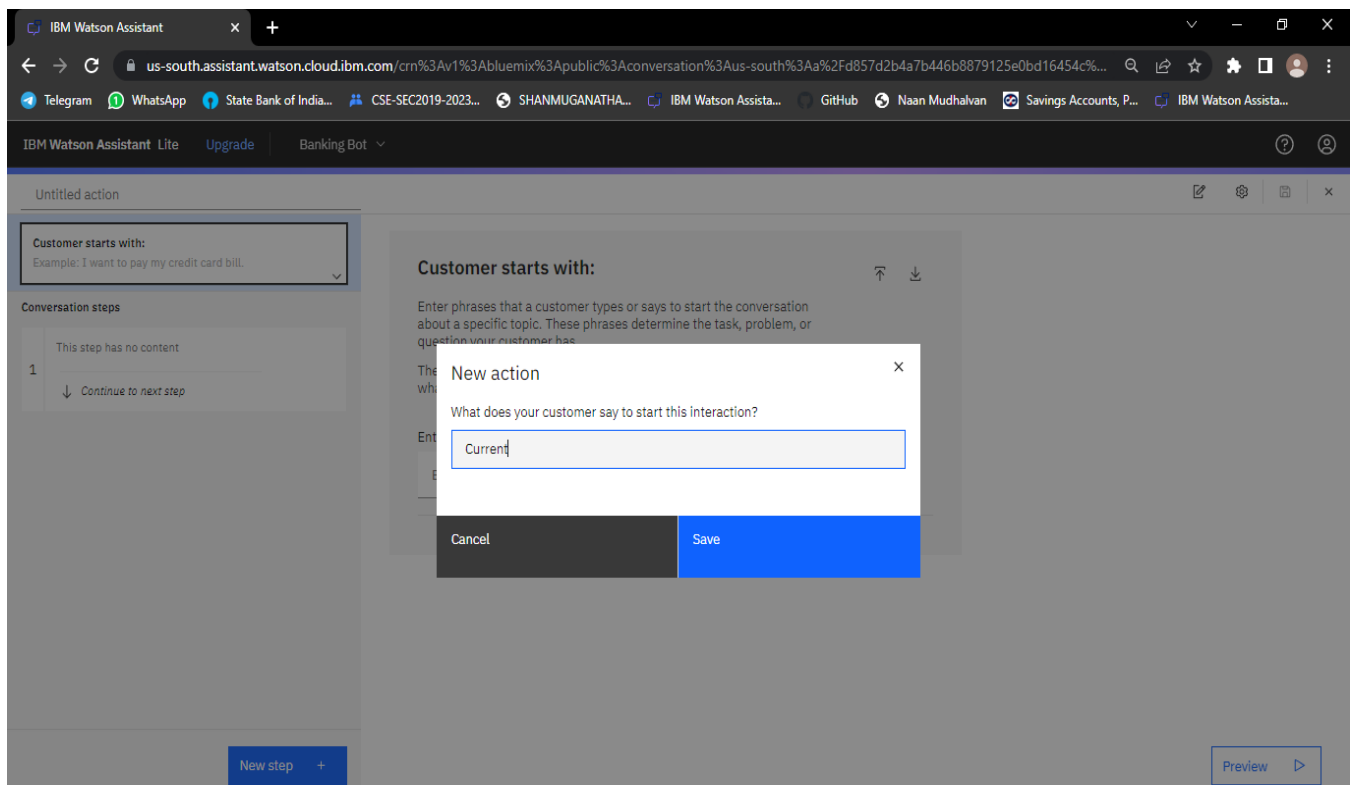 IBM Watson Assistant
us-south.assistant.watson.cloud.ibm.com/crn%3Av1%3Abluemix%3Apublic%3Aconversation%3Aus-south%3Aa%2Fd857d2b4a7b446b8879125e0bd16454c%...
Telegram WhatsApp State Bank of India... CSE-SEC2019-2023... SHANMUGANATHA... IBM Watson Assista... GitHub Naan Mudhalvan Savings Accounts, P... IBM Watson Assista...
IBM Watson Assistant Lite Upgrade Banking Bot
Untitled action
Customer starts with:
Example: I want to pay my credit card bill.
Conversation steps
1
This step has no content
Continue to next step
New step +
Customer starts with:
Enter phrases that a customer types or says to start the conversation
about a specific topic. These phrases determine the task, problem, or
question your customer has.
New action
What does your customer say to start this interaction?
Current
Cancel
Save
Preview